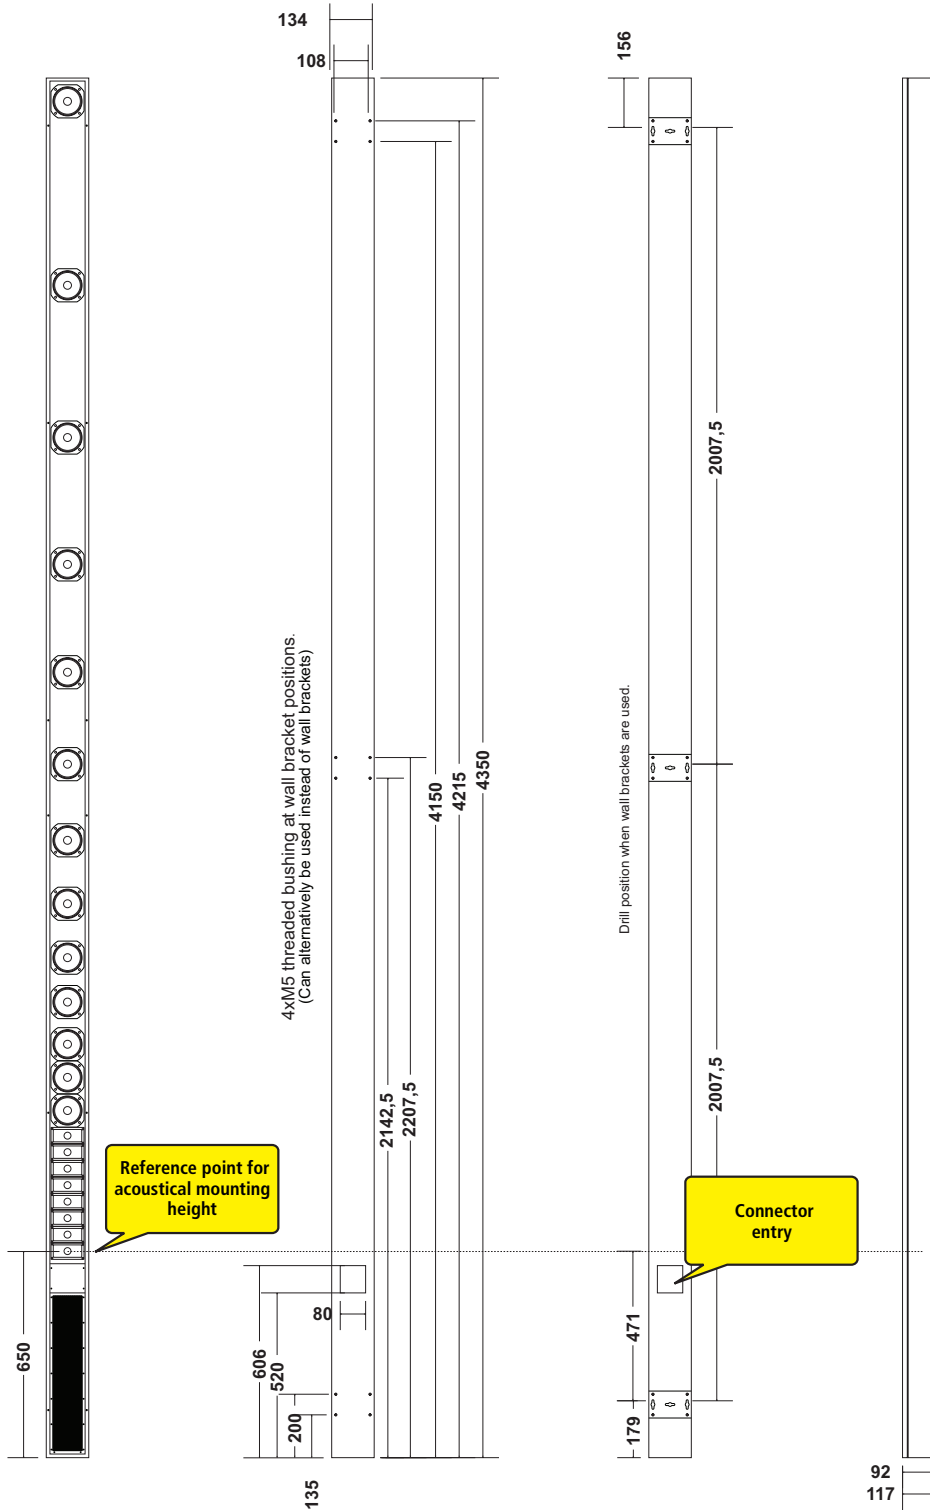 134
108
156
2007,5
4xM5 threaded bushing at wall bracket positions.
(Can alternatively be used instead of wall brackets)
Drill position when wall brackets are used.
4350
4215
4150
2207,5
2142,5
2007,5
Reference point for
acoustical mounting
height
Connector
entry
80
650
606
520
471
200
179
135
92
117